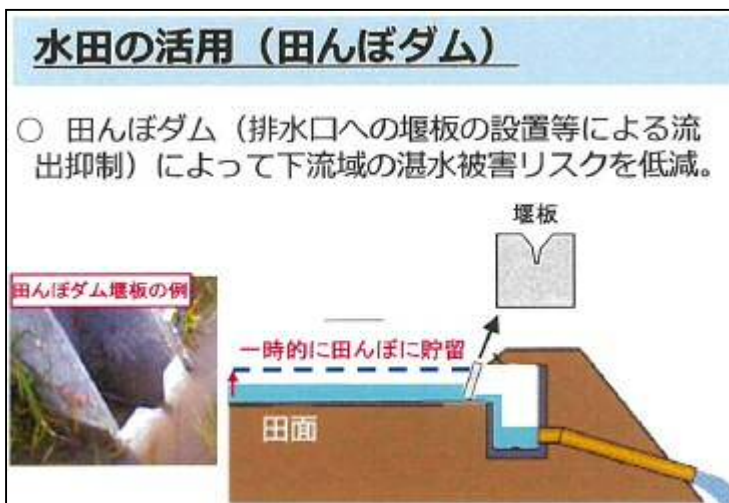 水田の活用（田んぼダム）
○ 田んぼダム（排水口への堰板の設置等による流
出抑制）によって下流域の湛水被害リスクを低減。
堰板
田んぼダム堰板の例
一時的に田んぼに貯留
田面